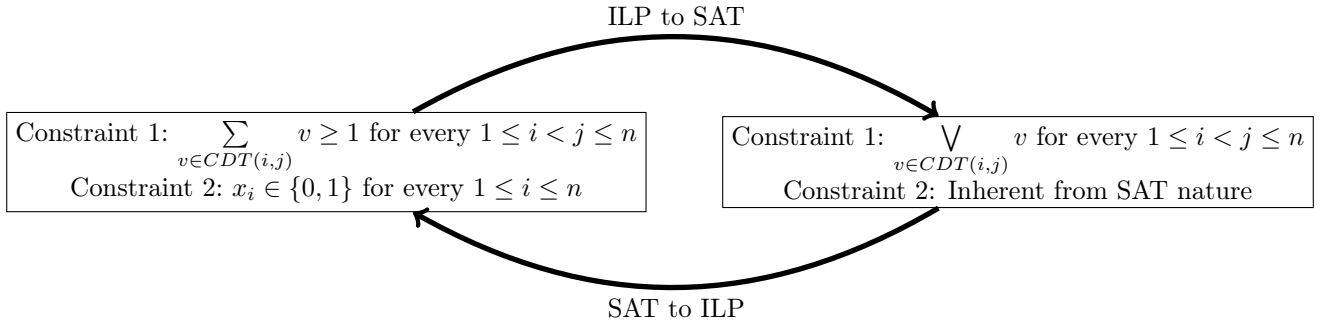 ILP to SAT
Constraint 1: ∑_{v∈CDT(i,j)} v ≥ 1 for every 1 ≤ i < j ≤ n
Constraint 2: x_i ∈ {0, 1} for every 1 ≤ i ≤ n
Constraint 1: ⋁_{v∈CDT(i,j)} v for every 1 ≤ i < j ≤ n
Constraint 2: Inherent from SAT nature
SAT to ILP